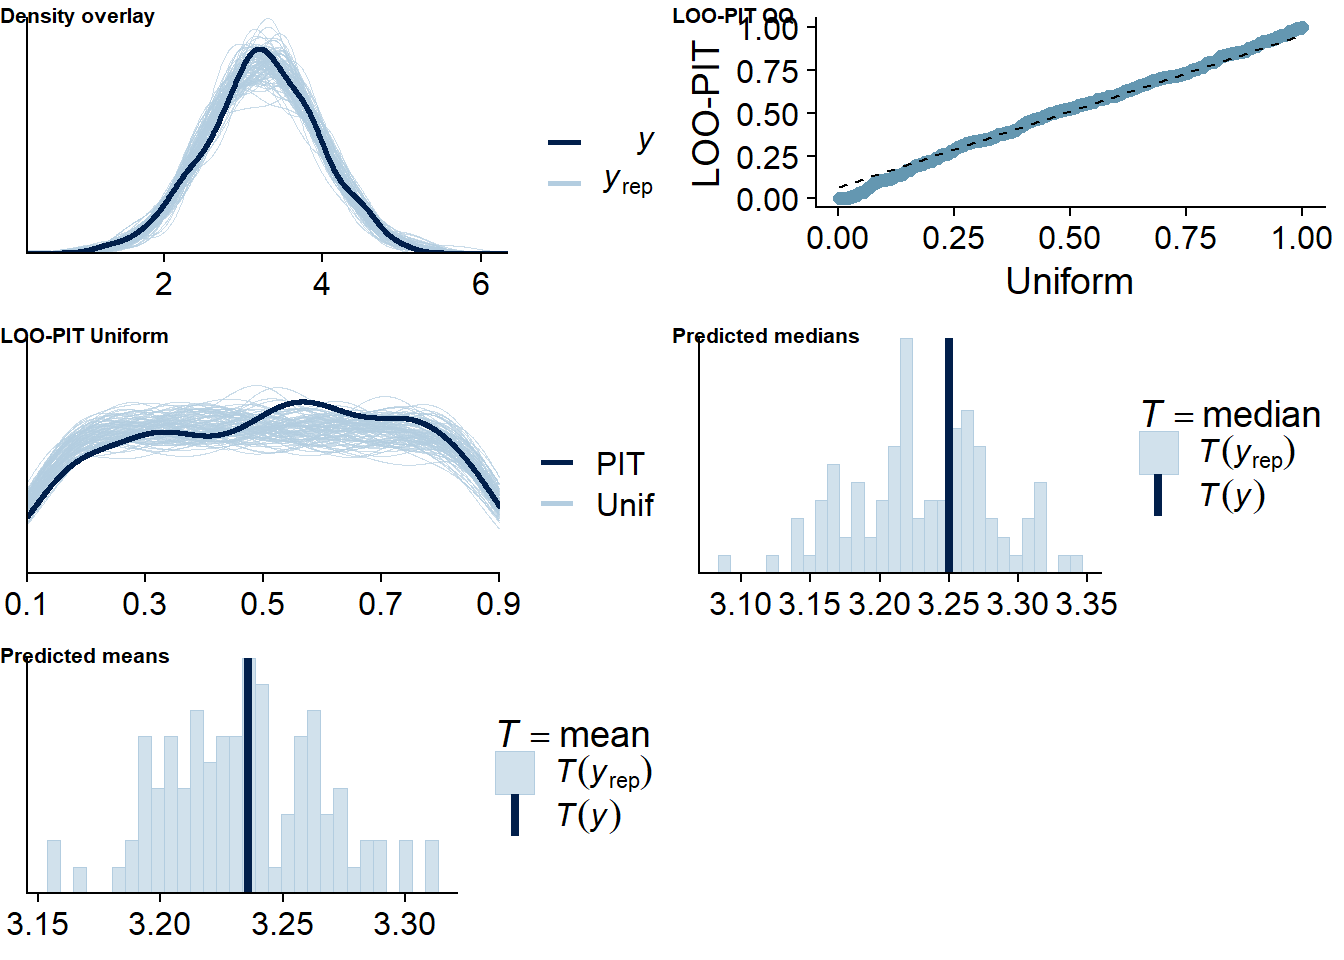 Density overlay
y
yrep
2 4 6
LOO-PIT QQ
LOO-PIT
1.00
0.75
0.50
0.25
0.00
0.00 0.25 0.50 0.75 1.00
Uniform
LOO-PIT Uniform
PIT
Unif
0.1 0.3 0.5 0.7 0.9
Predicted medians
T = median
T(yrep)
T(y)
3.10 3.15 3.20 3.25 3.30 3.35
Predicted means
T = mean
T(yrep)
T(y)
3.15 3.20 3.25 3.30